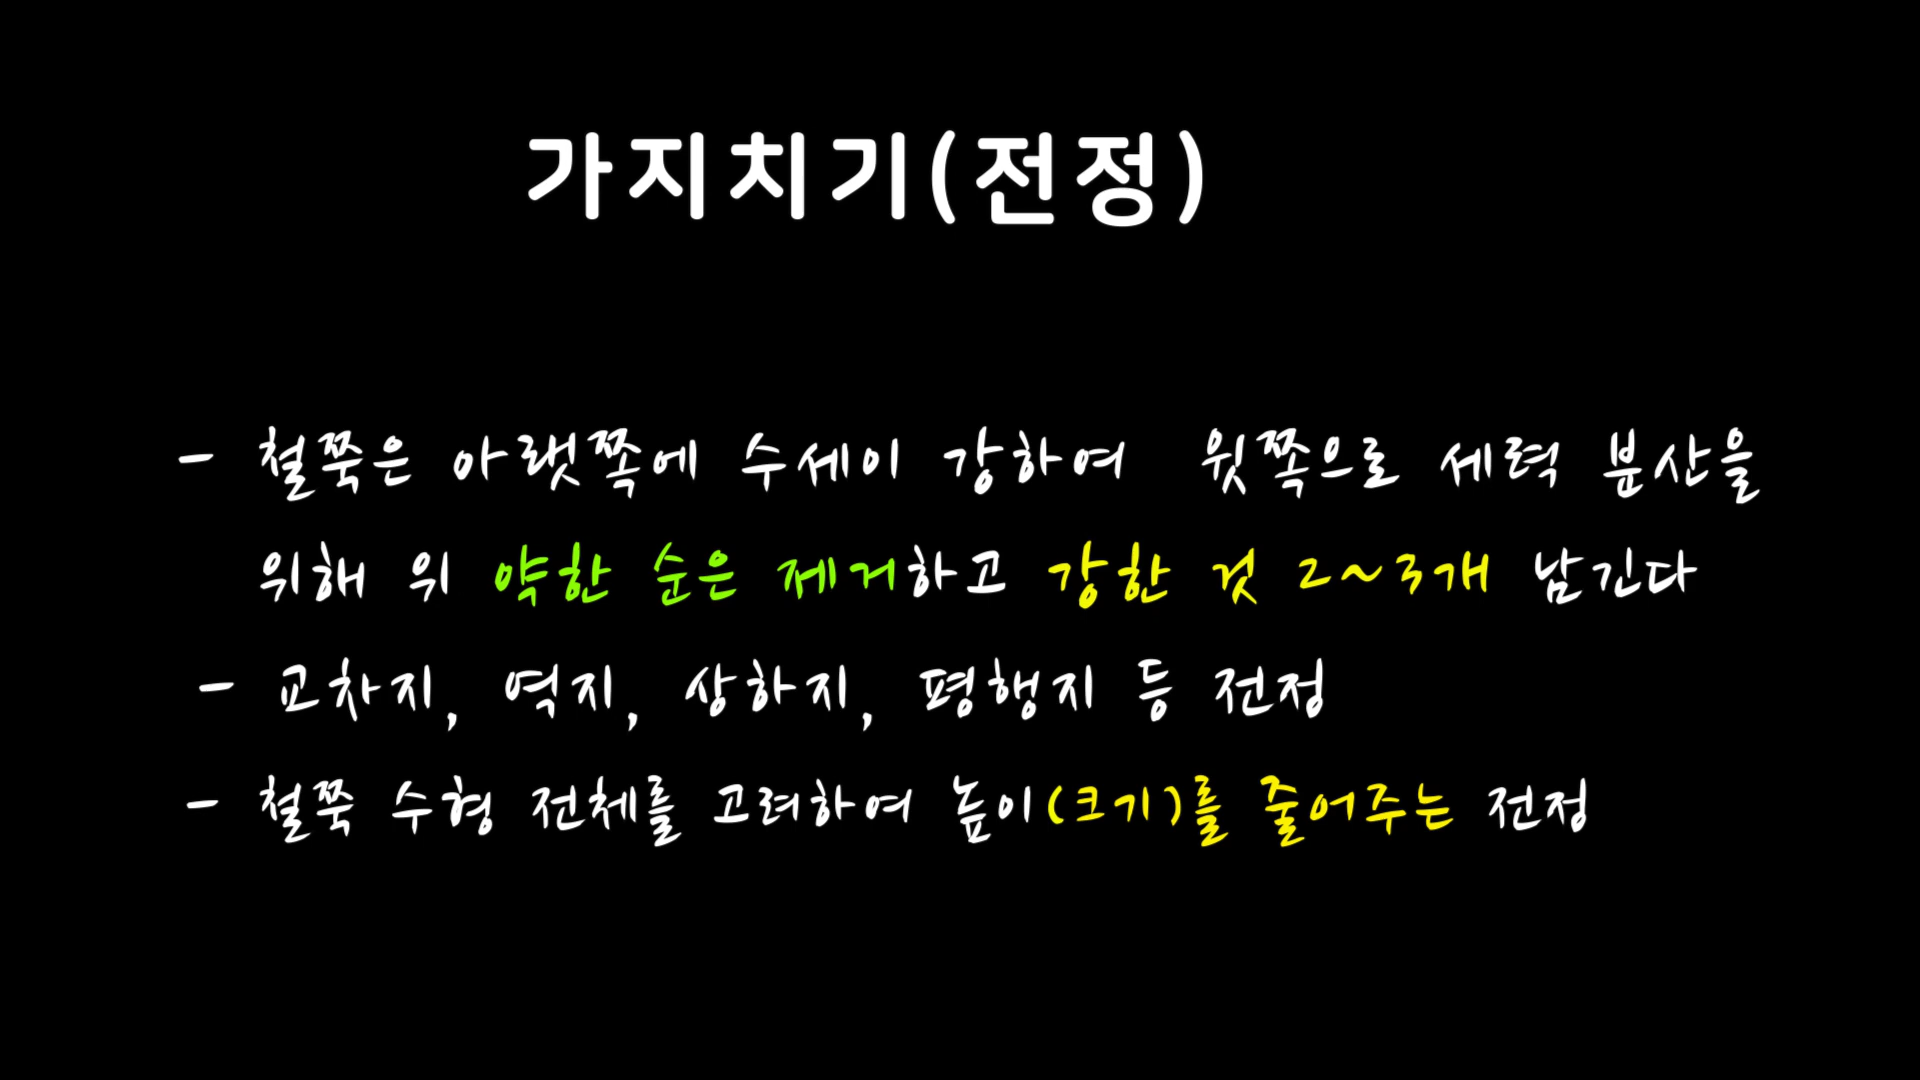 가지치기(전정)
- 철쭉은 아랫쪽에 수세이 강하여 윗쪽으로 세력 분산을
위해 위 약한 순은 제거하고 강한 것 2~3개 남긴다
- 교차지, 역지, 상하지, 평행지 등 전정
- 철쭉 수형 전체를 고려하여 높이(크기)를 줄여주는 전정